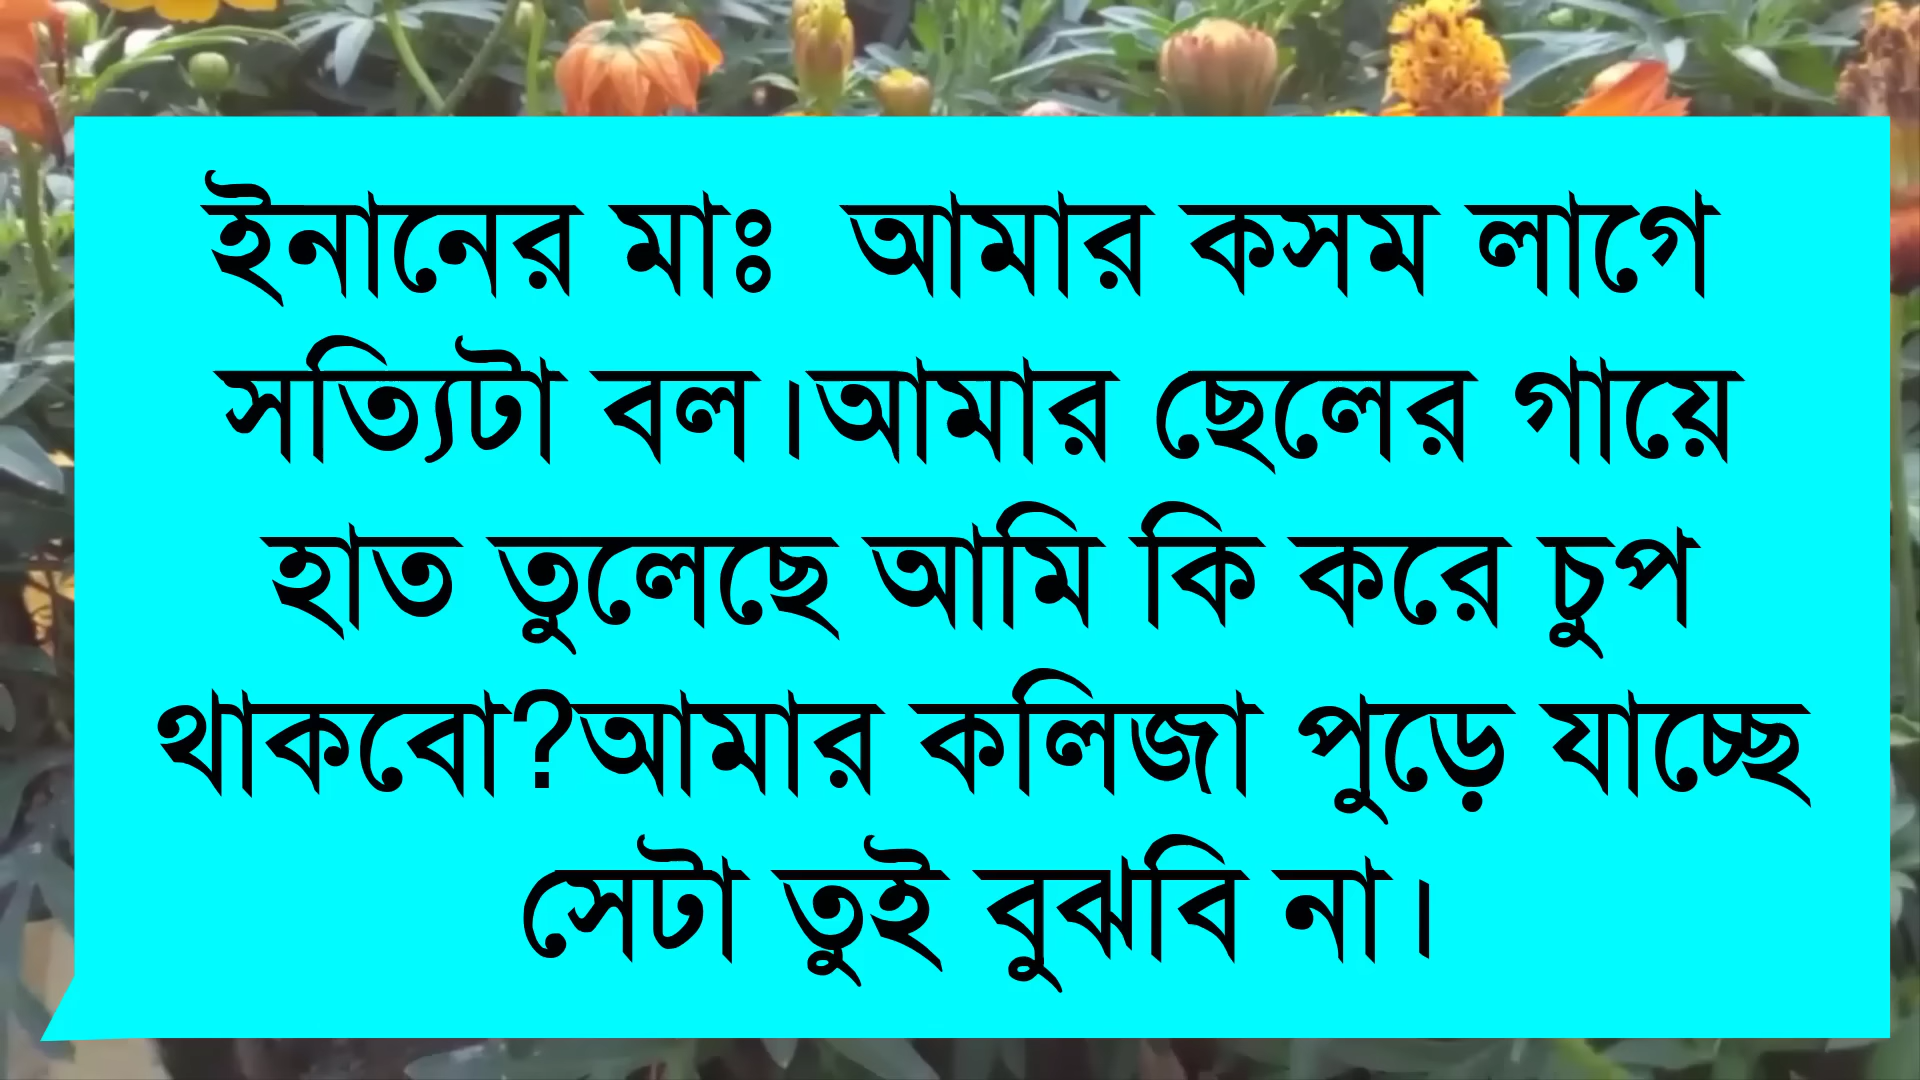 ইনানের মাঃ  আমার কসম লাগে
সত্যিটা বল।আমার ছেলের গায়ে
হাত তুলেছে আমি কি করে চুপ
থাকবো?আমার কলিজা পুড়ে যাচ্ছে
সেটা তুই বুঝবি না।